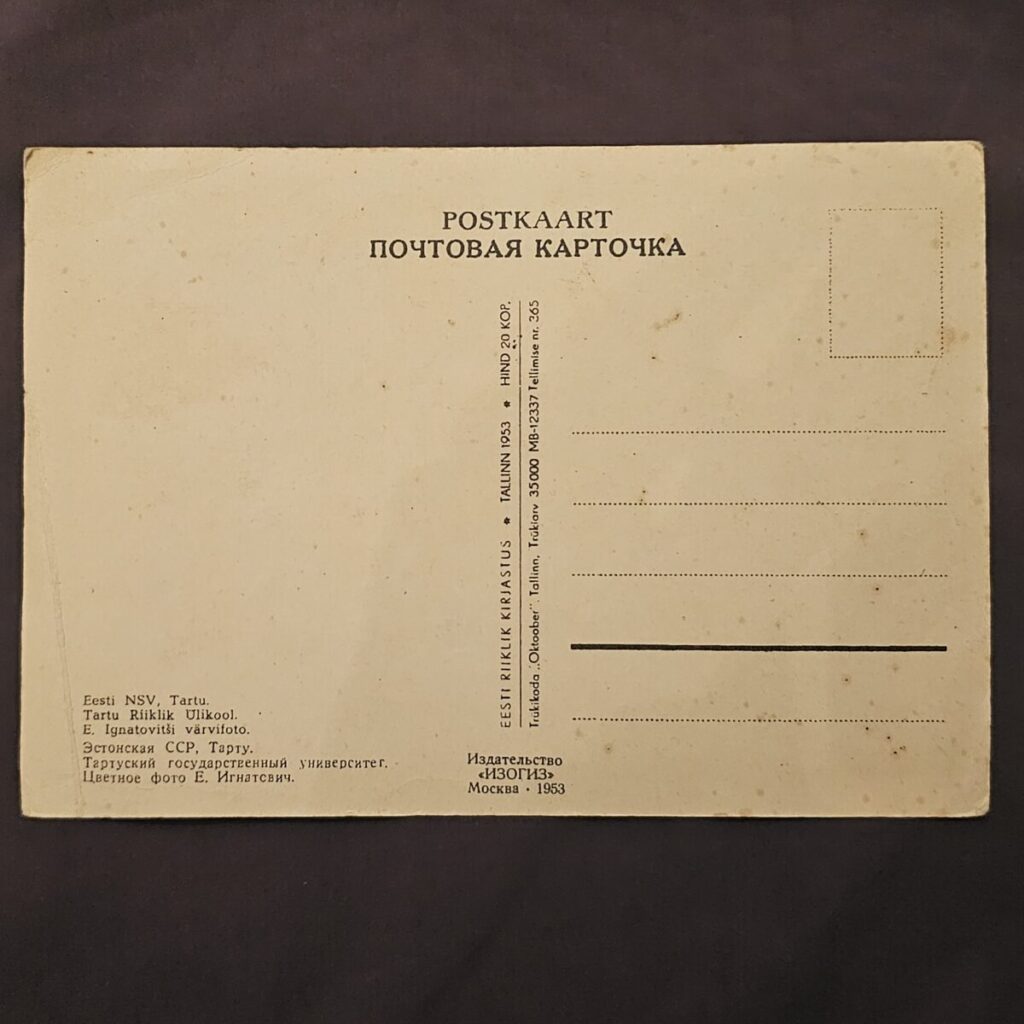 POSTKAART
ПОЧТОВАЯ КАРТОЧКА
EESTI RIIKLIK KIRJASTUS * TALLINN 1953 * HIND 20 KOP.
Trükikoda „Oktoober”. Tallinn. Trükiarv 35000 MB-12337 Tellimise nr. 365
Eesti NSV, Tartu.
Tartu Riiklik Ülikool.
E. Ignatovitši värvifoto.
Эстонская ССР, Тарту.
Тартуский государственный университет.
Цветное фото Е. Игнатович.
Издательство
«ИЗОГИЗ»
Москва · 1953